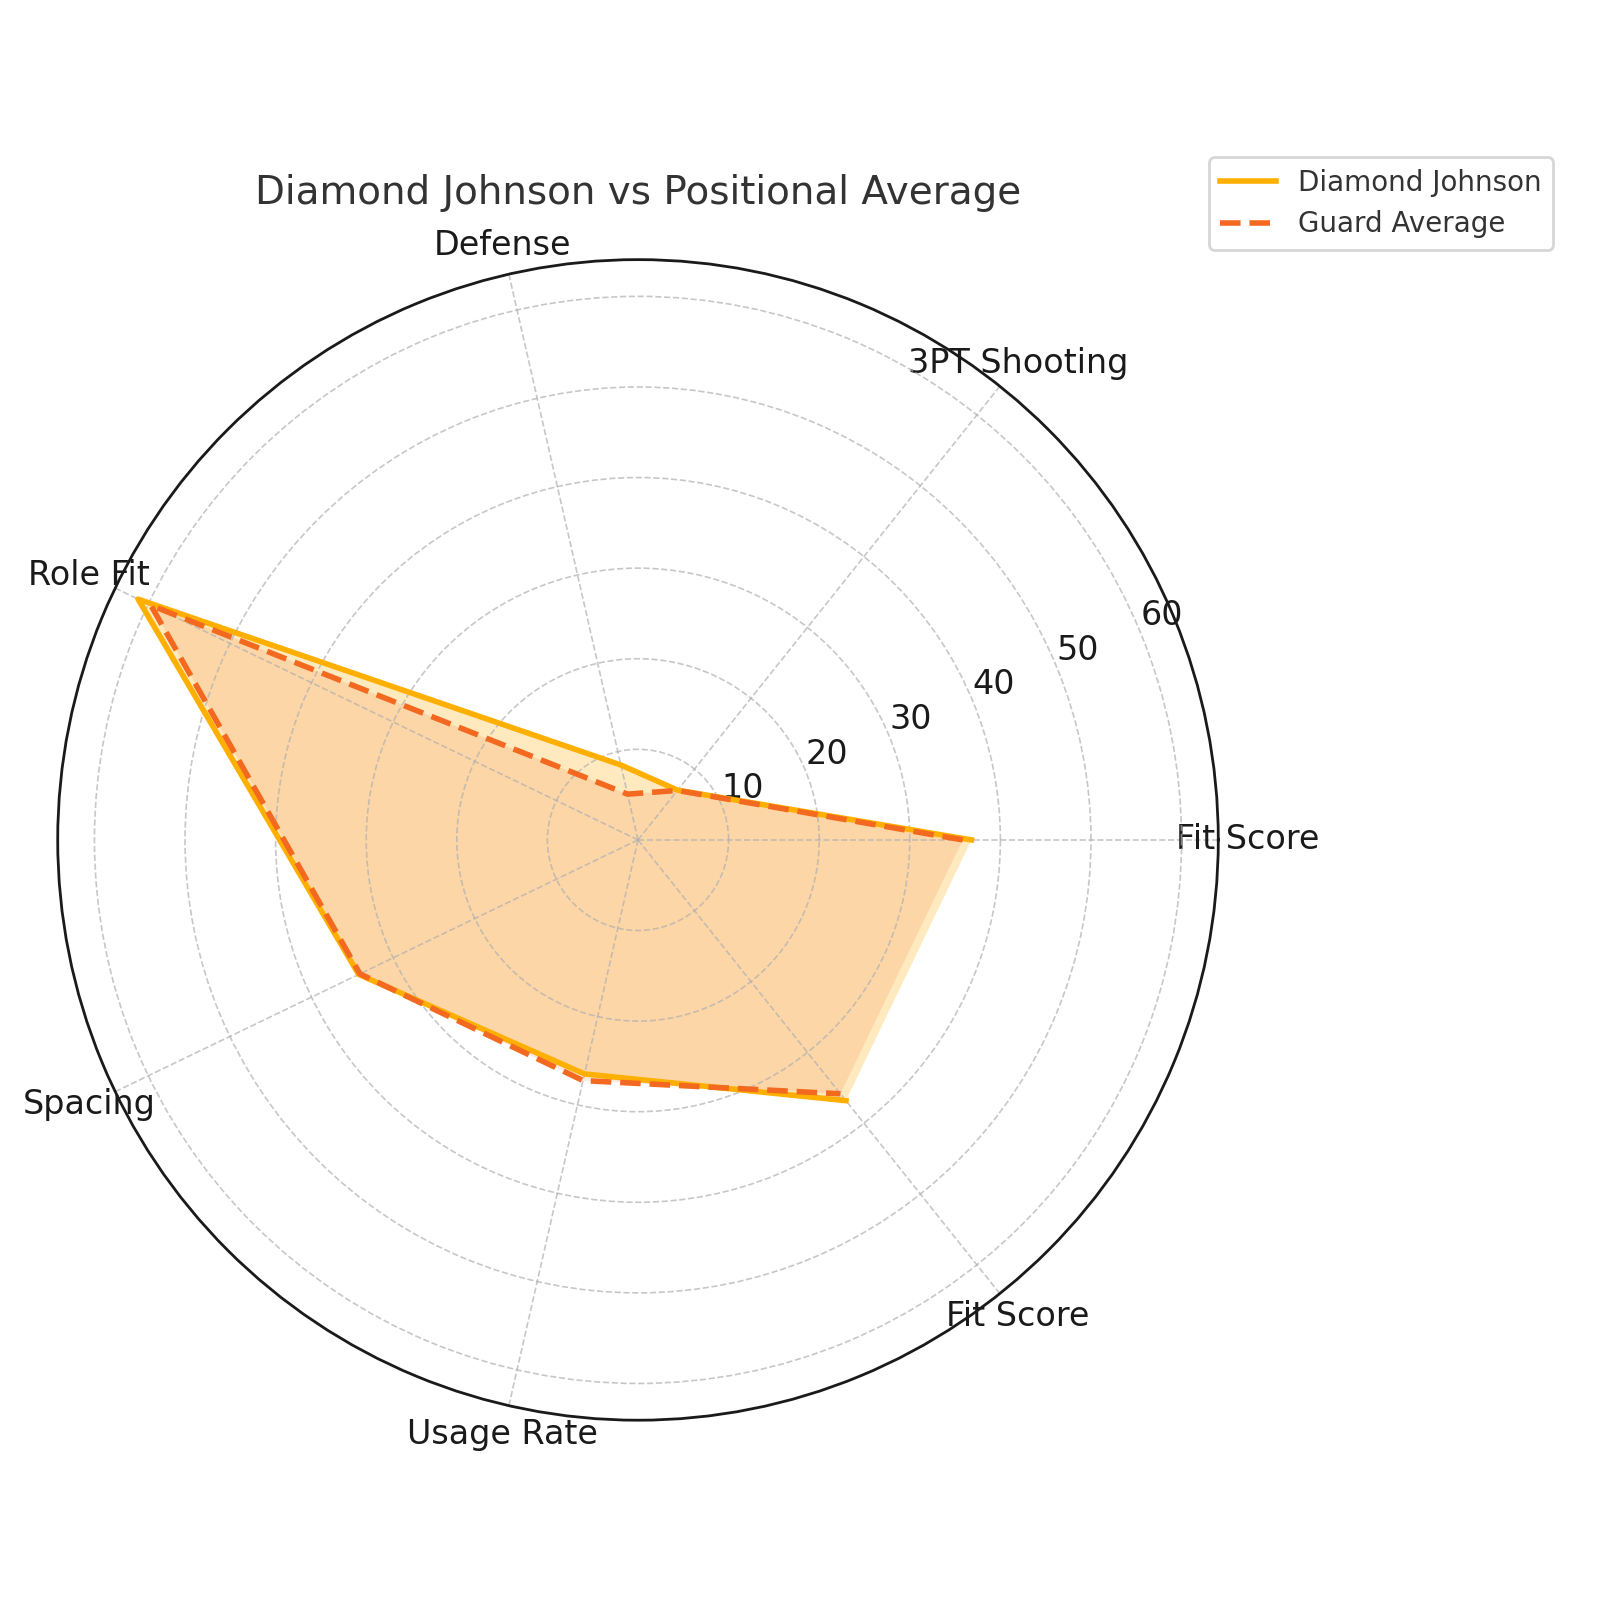 Diamond Johnson vs Positional Average
Diamond Johnson
Guard Average
Defense
3PT Shooting
Role Fit
60
50
40
30
20
10
Fit Score
Spacing
Fit Score
Usage Rate